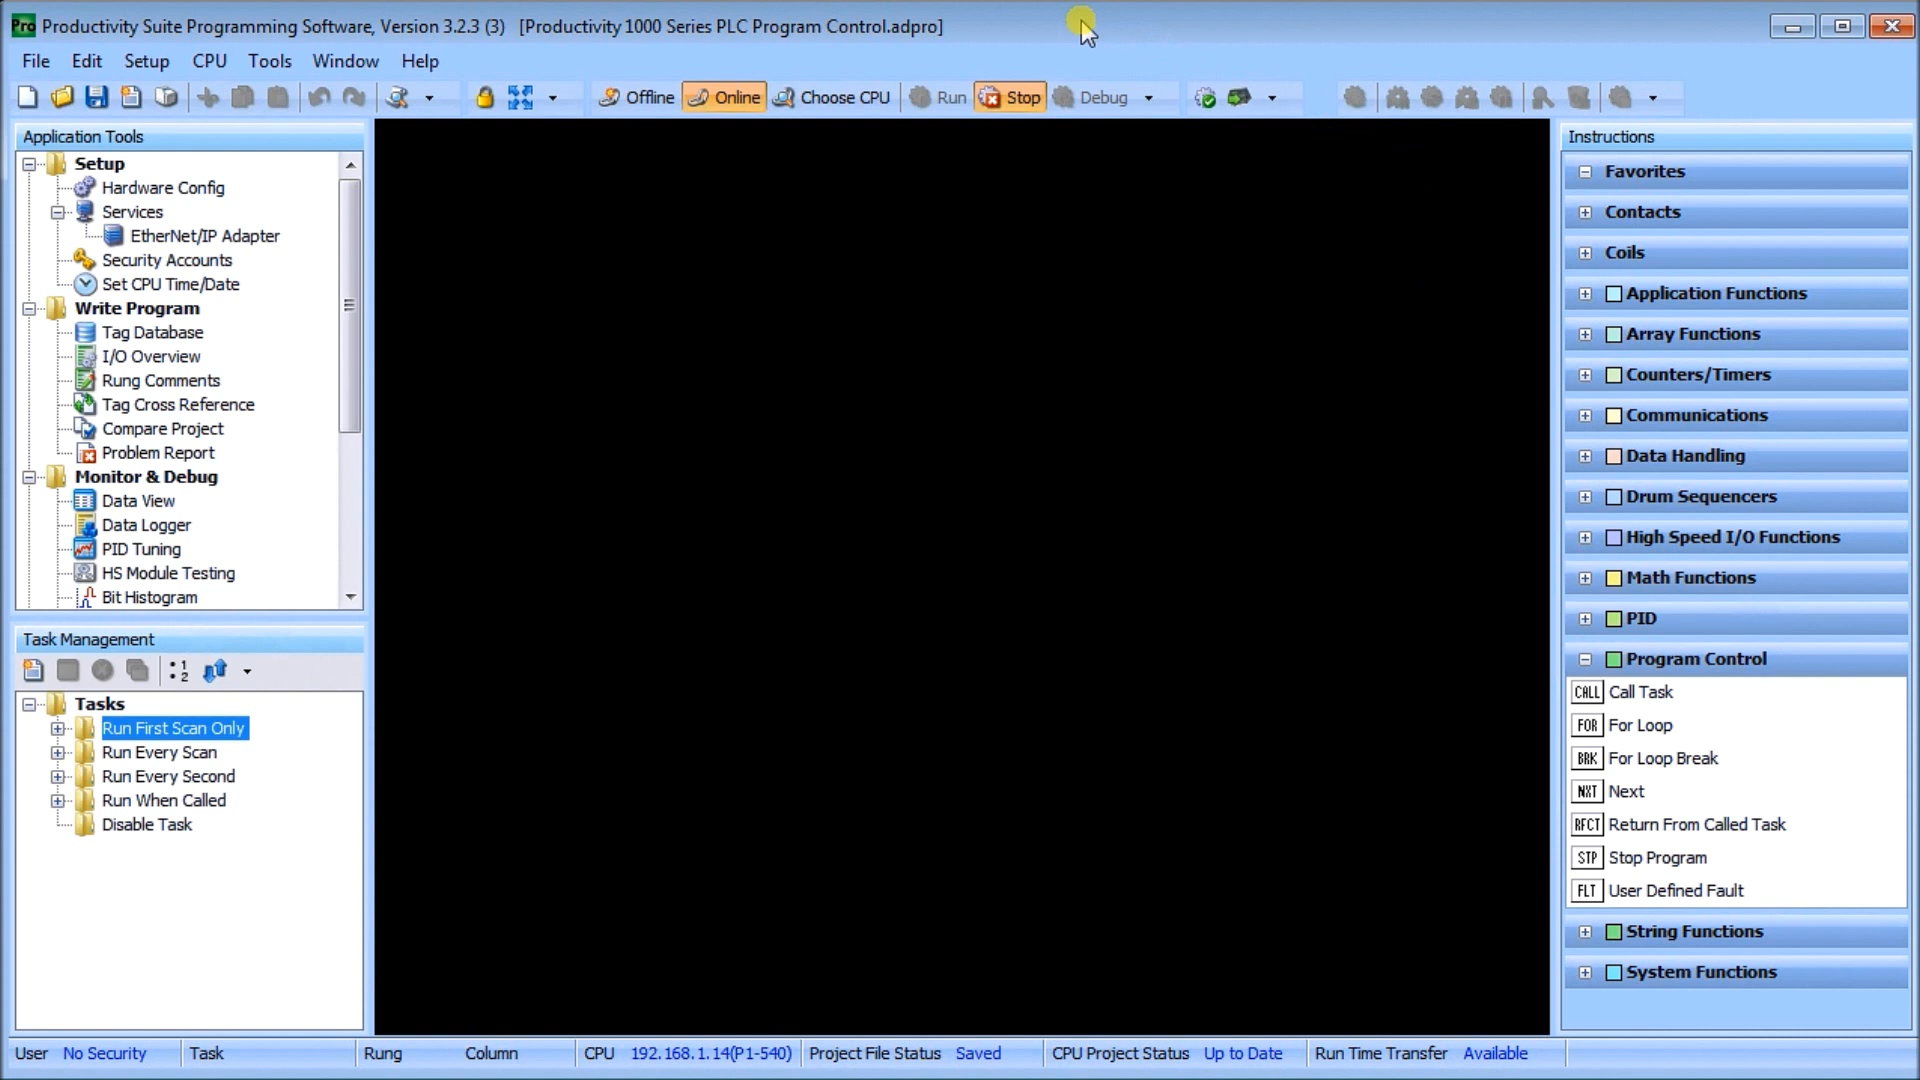 Pro Productivity Suite Programming Software, Version 3.2.3 (3) [Productivity 1000 Series PLC Program Control.adpro]
File Edit Setup CPU Tools Window Help
Offline Online Choose CPU Run Stop Debug
Application Tools
Setup
Hardware Config
Services
EtherNet/IP Adapter
Security Accounts
Set CPU Time/Date
Write Program
Tag Database
I/O Overview
Rung Comments
Tag Cross Reference
Compare Project
Problem Report
Monitor & Debug
Data View
Data Logger
PID Tuning
HS Module Testing
Bit Histogram
Task Management
1
2
Tasks
Run First Scan Only
Run Every Scan
Run Every Second
Run When Called
Disable Task
Instructions
Favorites
Contacts
Coils
Application Functions
Array Functions
Counters/Timers
Communications
Data Handling
Drum Sequencers
High Speed I/O Functions
Math Functions
PID
Program Control
CALL Call Task
FOR For Loop
BRK For Loop Break
NXT Next
RFCT Return From Called Task
STP Stop Program
FLT User Defined Fault
String Functions
System Functions
User No Security Task Rung Column CPU 192.168.1.14(P1-540) Project File Status Saved CPU Project Status Up to Date Run Time Transfer Available